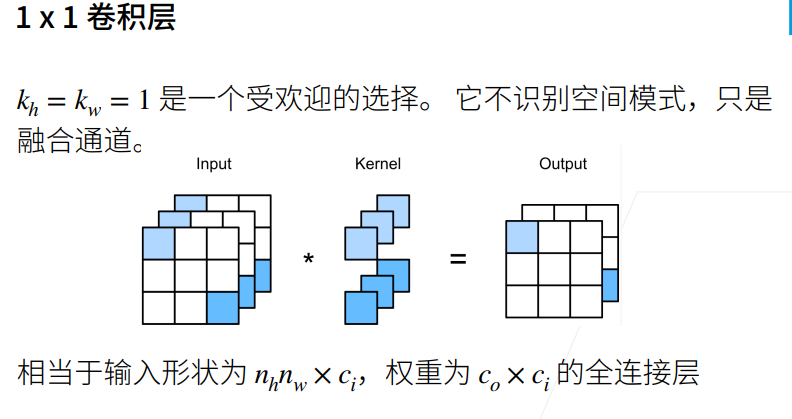 1 x 1 卷积层
k_h = k_w = 1 是一个受欢迎的选择。 它不识别空间模式，只是
融合通道。
Input Kernel Output
* =
相当于输入形状为 n_h n_w × c_i，权重为 c_o × c_i 的全连接层